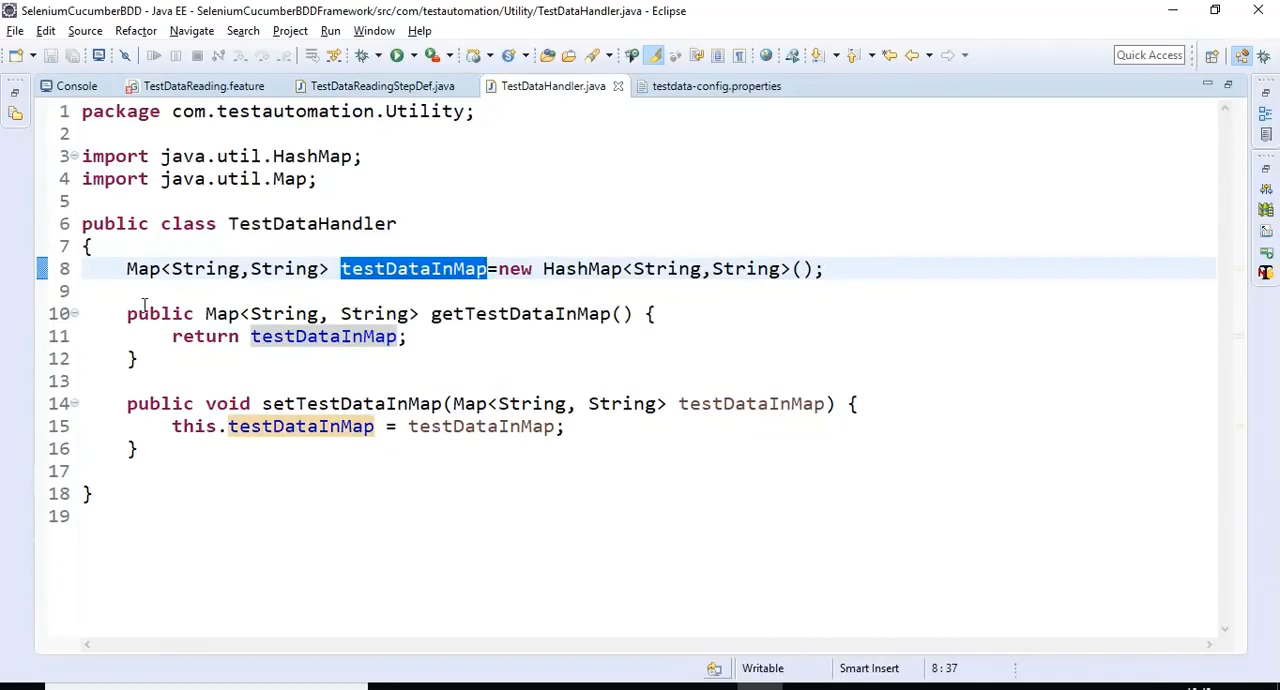 SeleniumCucumberBDD - Java EE - SeleniumCucumberBDDFramework/src/com/testautomation/Utility/TestDataHandler.java - Eclipse
File Edit Source Refactor Navigate Search Project Run Window Help
Quick Access
Console TestDataReading.feature TestDataReadingStepDef.java TestDataHandler.java testdata-config.properties
1 package com.testautomation.Utility;
2
3 import java.util.HashMap;
4 import java.util.Map;
5
6 public class TestDataHandler
7 {
8 Map<String,String> testDataInMap=new HashMap<String,String>();
9
10 public Map<String, String> getTestDataInMap() {
11 return testDataInMap;
12 }
13
14 public void setTestDataInMap(Map<String, String> testDataInMap) {
15 this.testDataInMap = testDataInMap;
16 }
17
18 }
19
Writable Smart Insert 8:37